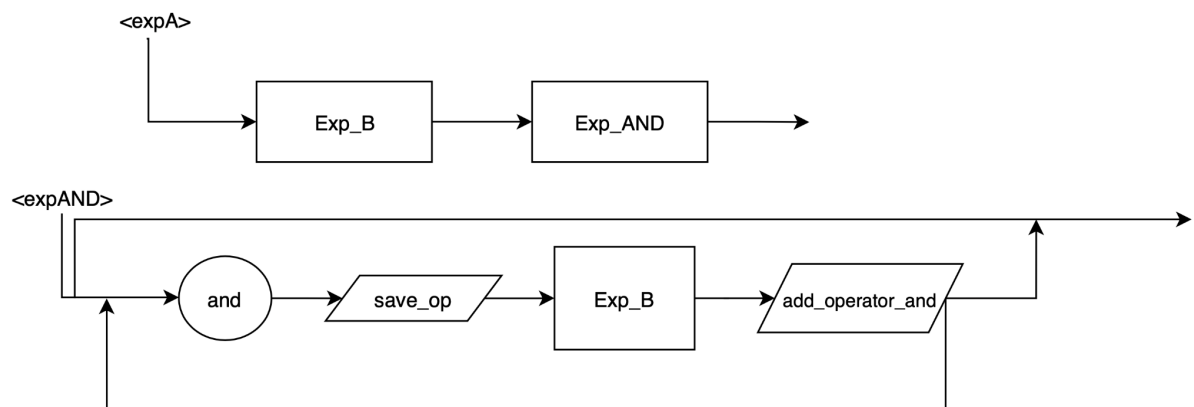 <expA>
Exp_B
Exp_AND
<expAND>
and
save_op
Exp_B
add_operator_and